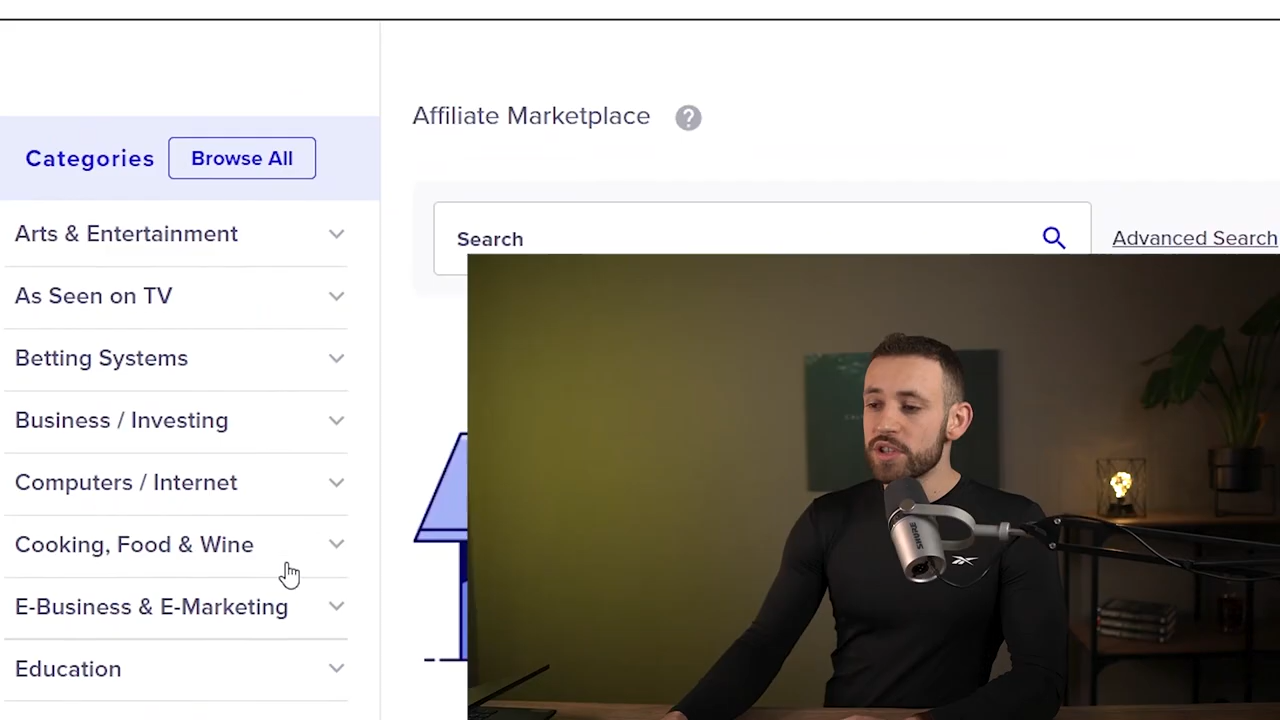 Affiliate Marketplace ?
Categories Browse All
Search
Advanced Search
Arts & Entertainment
As Seen on TV
Betting Systems
Business / Investing
Computers / Internet
Cooking, Food & Wine
E-Business & E-Marketing
Education
SHURE